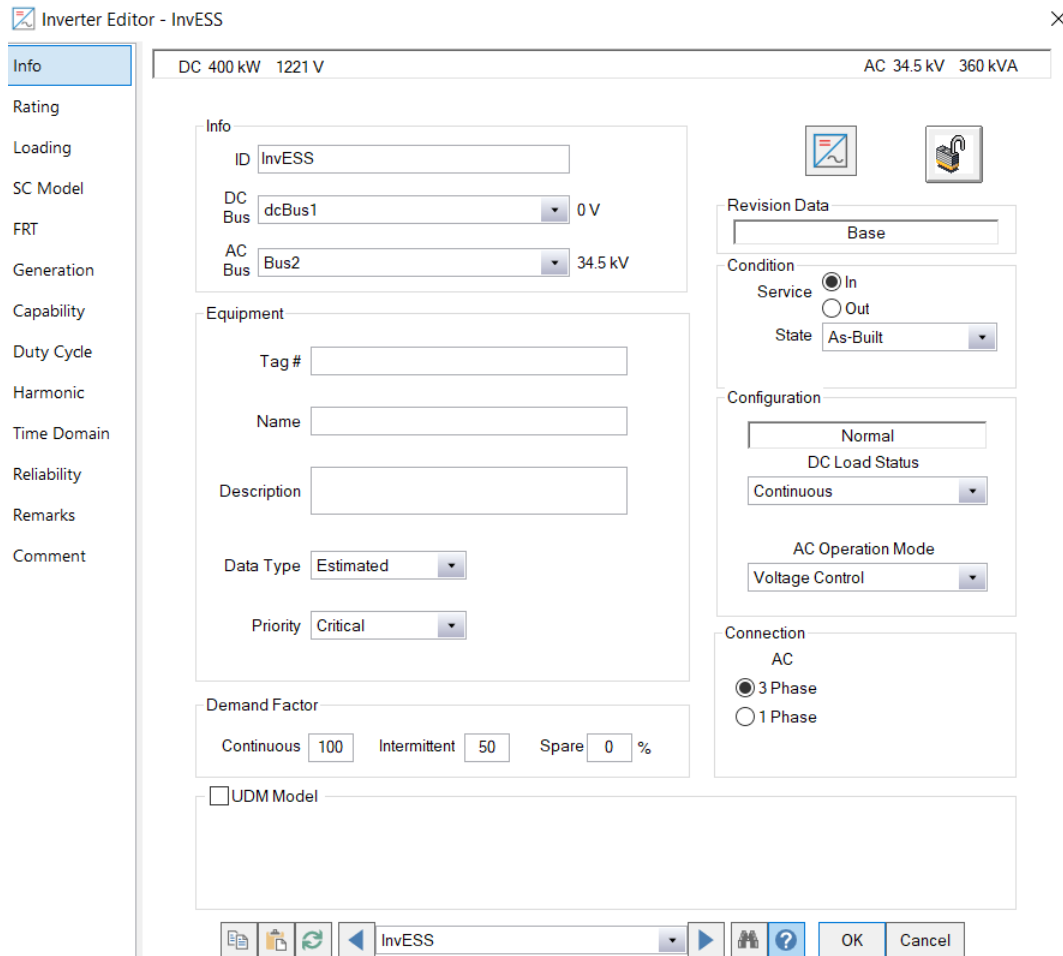 Inverter Editor - InvESS
Info
Rating
Loading
SC Model
FRT
Generation
Capability
Duty Cycle
Harmonic
Time Domain
Reliability
Remarks
Comment
DC 400 kW 1221 V AC 34.5 kV 360 kVA
Info
ID InvESS
DC Bus dcBus1 0 V
AC Bus Bus2 34.5 kV
Equipment
Tag #
Name
Description
Data Type Estimated
Priority Critical
Demand Factor
Continuous 100 Intermittent 50 Spare 0 %
Revision Data
Base
Condition
Service In
Out
State As-Built
Configuration
Normal
DC Load Status
Continuous
AC Operation Mode
Voltage Control
Connection
AC
3 Phase
1 Phase
UDM Model
InvESS ? OK Cancel